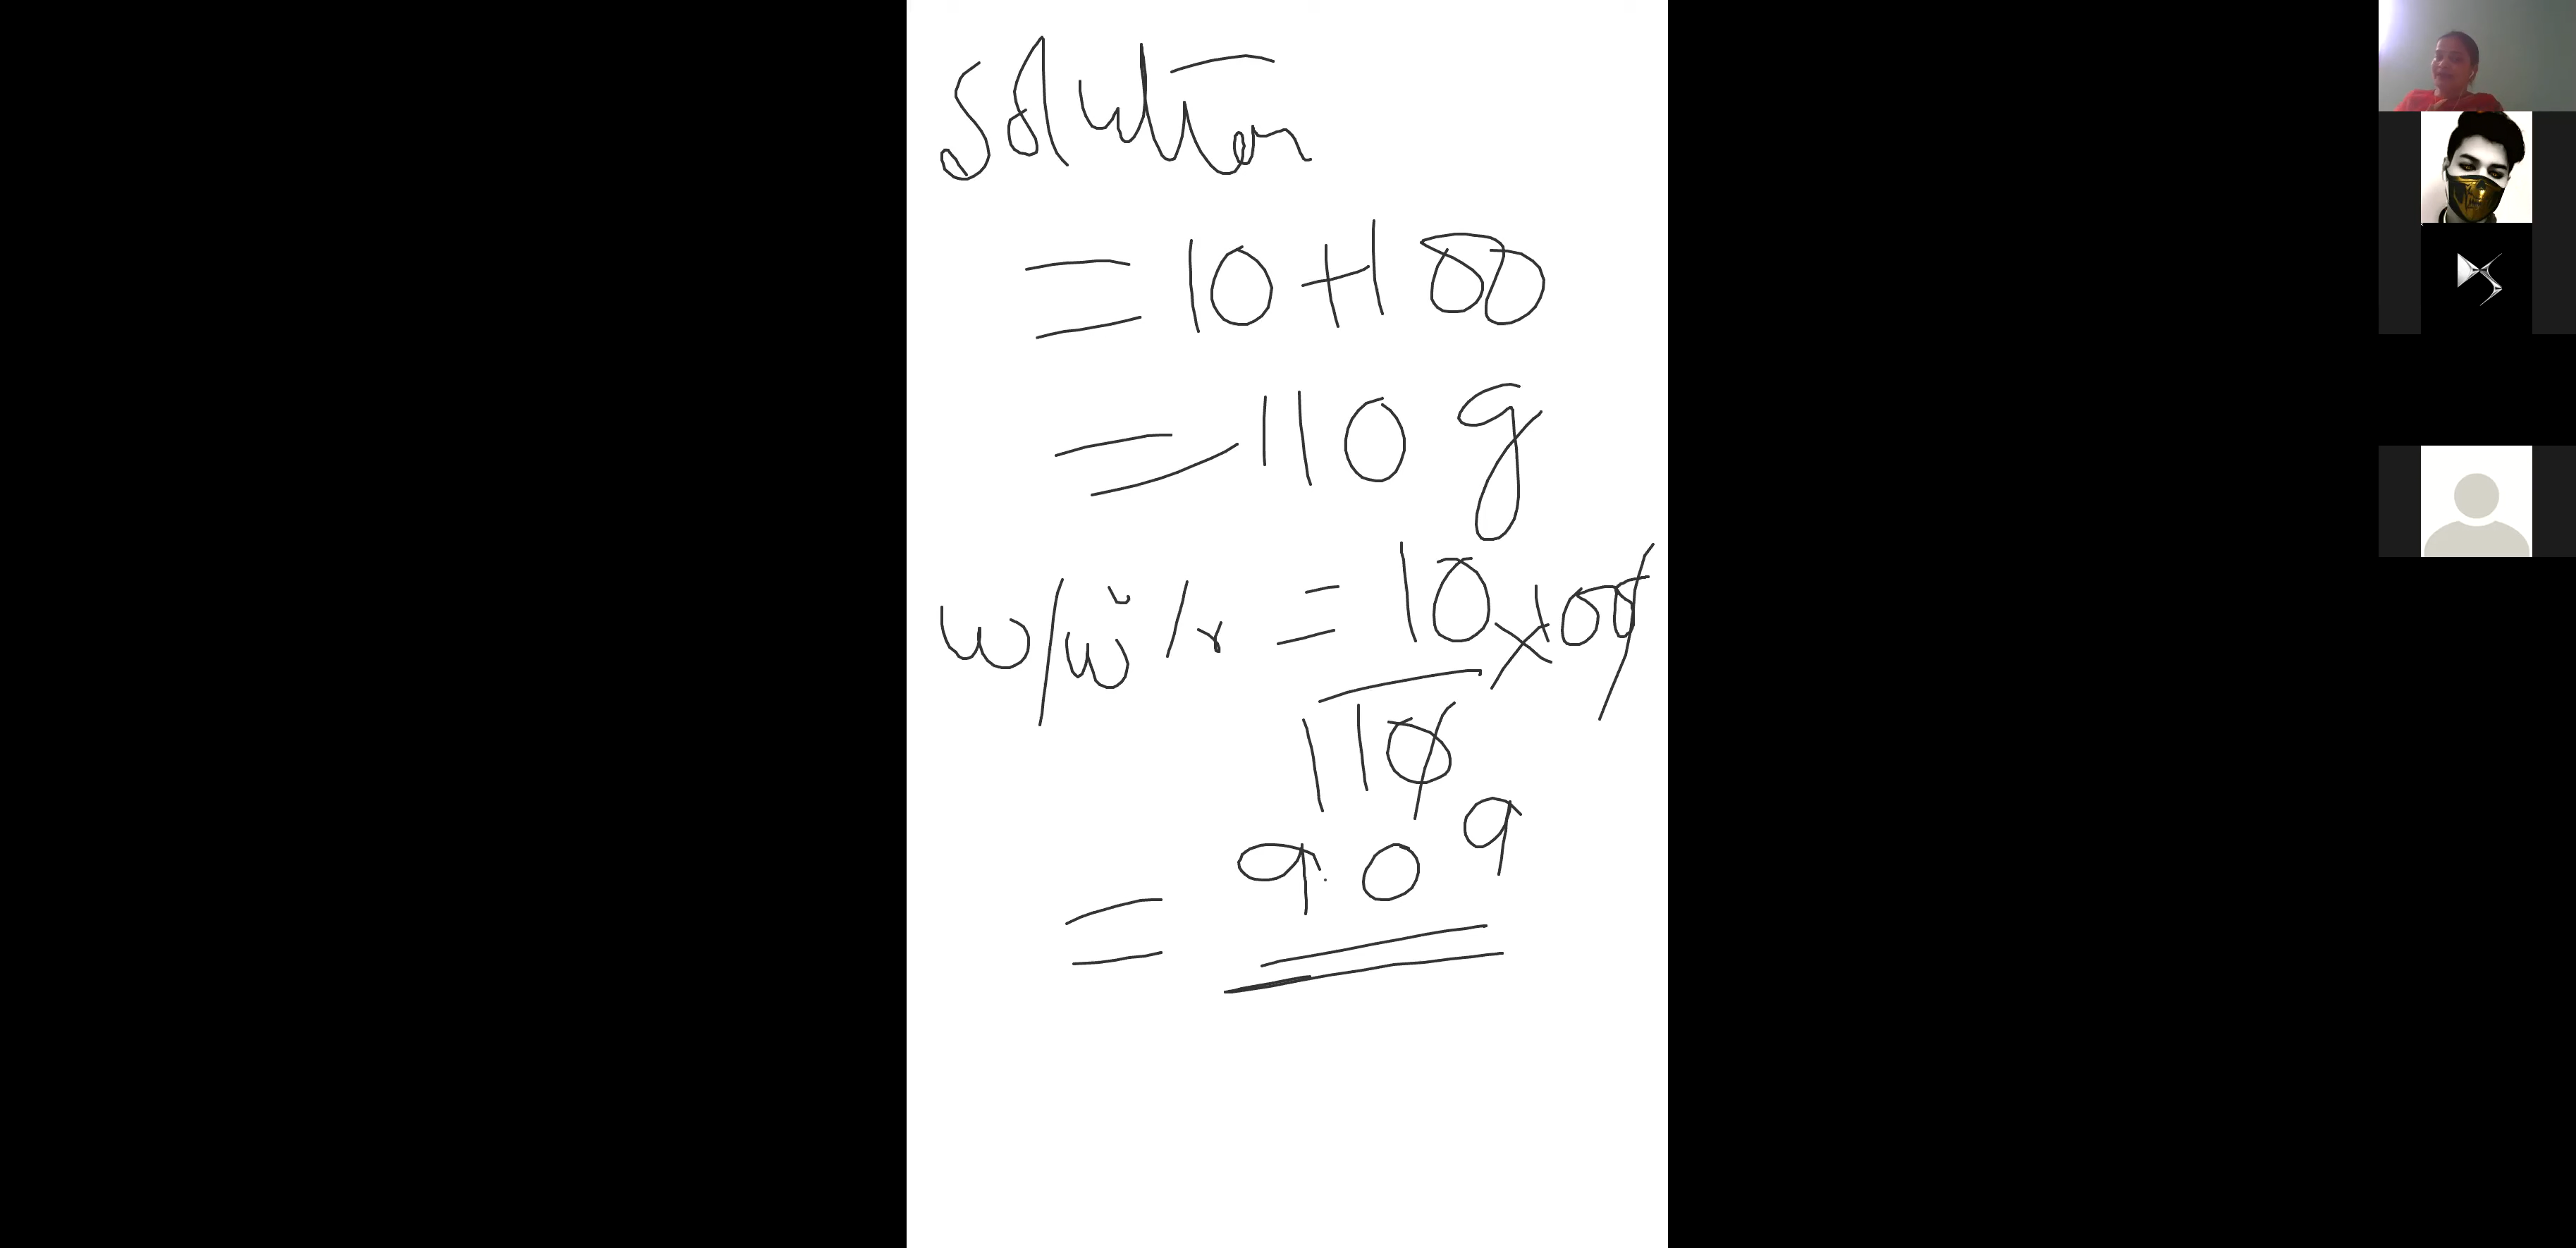 Solution
= 10 + 100
= 110 g
w/w % = 10 × 100
110
= 9.09